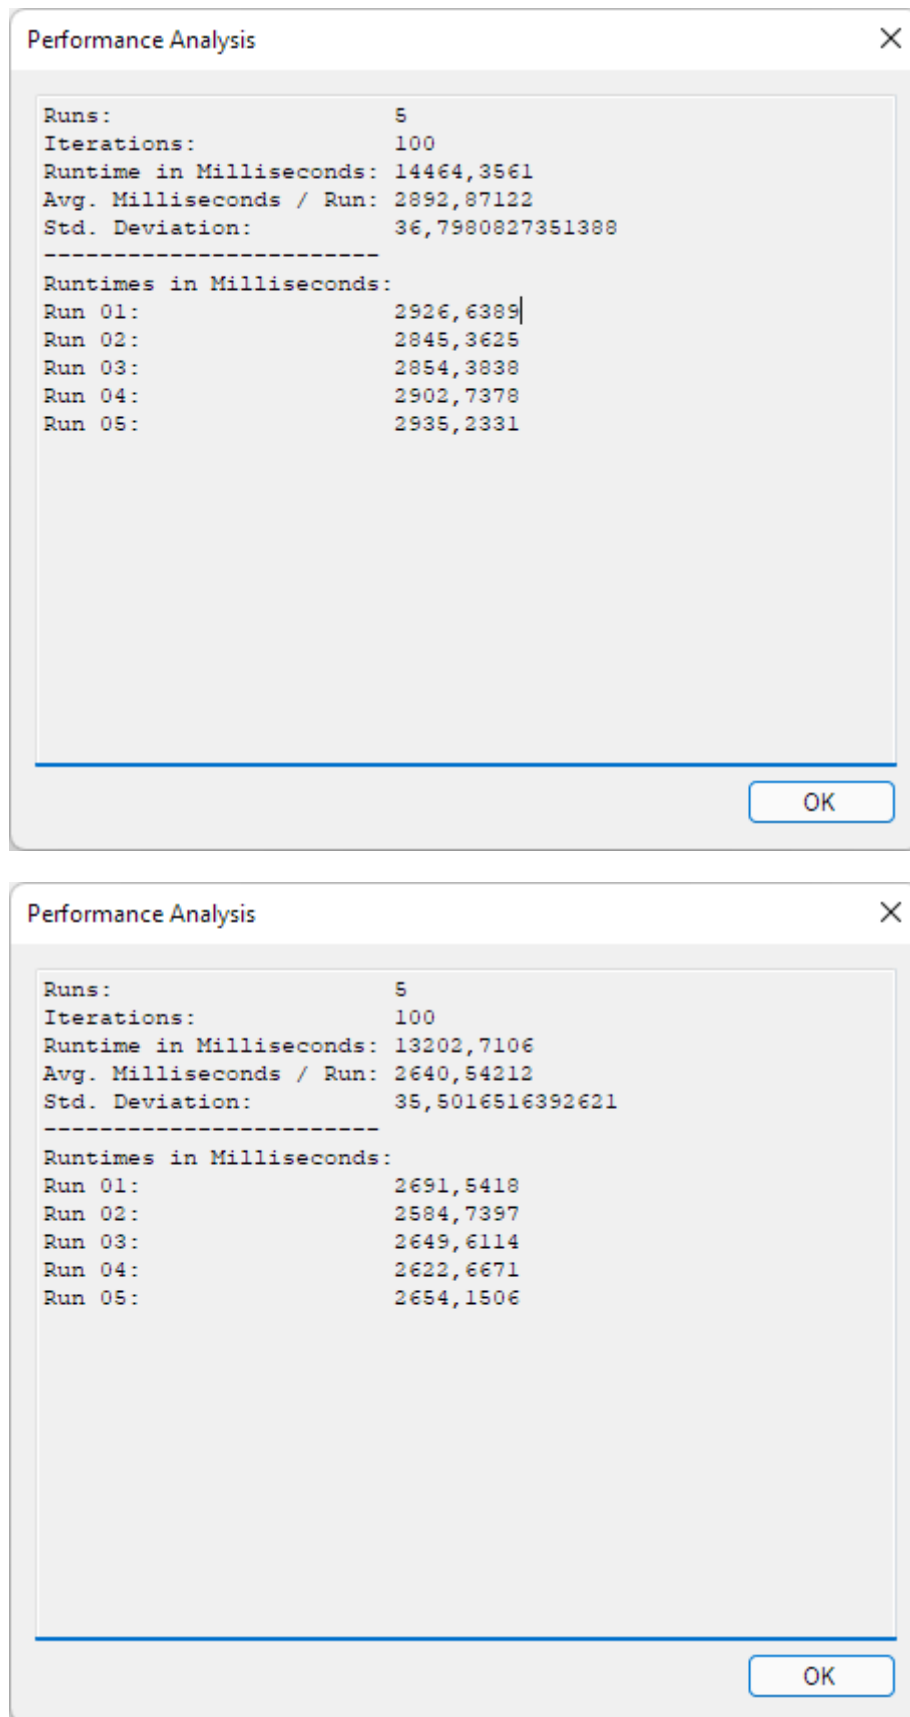 Performance Analysis
Runs: 5
Iterations: 100
Runtime in Milliseconds: 14464,3561
Avg. Milliseconds / Run: 2892,87122
Std. Deviation: 36,7980827351388
------------------------
Runtimes in Milliseconds:
Run 01: 2926,6389
Run 02: 2845,3625
Run 03: 2854,3838
Run 04: 2902,7378
Run 05: 2935,2331
OK
Performance Analysis
Runs: 5
Iterations: 100
Runtime in Milliseconds: 13202,7106
Avg. Milliseconds / Run: 2640,54212
Std. Deviation: 35,5016516392621
------------------------
Runtimes in Milliseconds:
Run 01: 2691,5418
Run 02: 2584,7397
Run 03: 2649,6114
Run 04: 2622,6671
Run 05: 2654,1506
OK